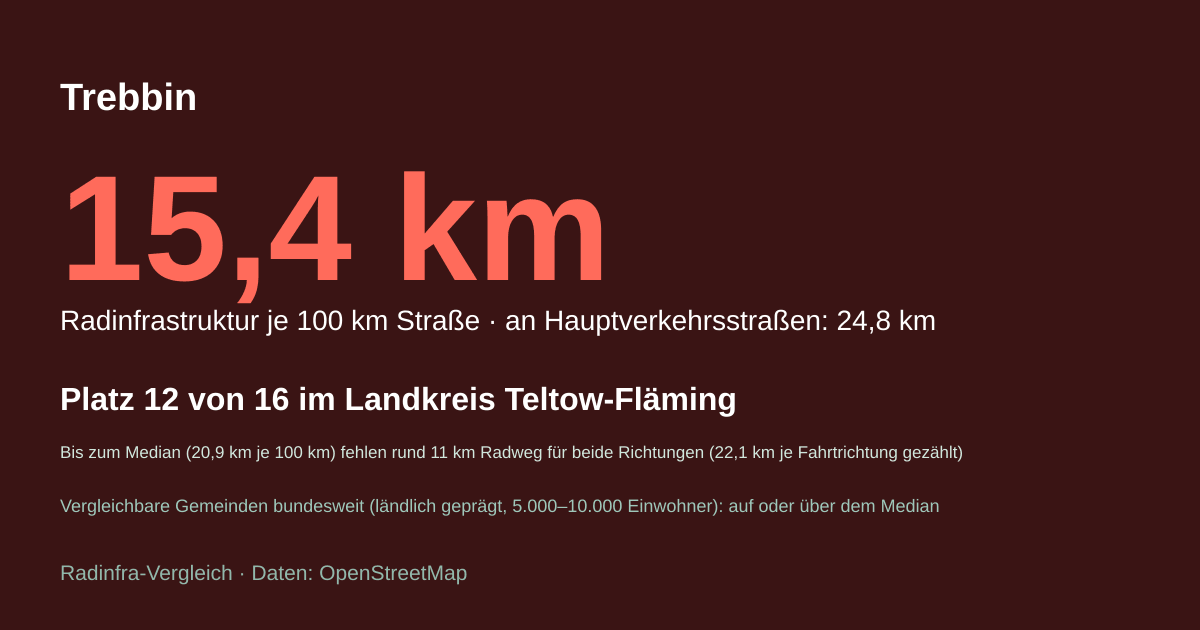 Trebbin
15,4 km
Radinfrastruktur je 100 km Straße · an Hauptverkehrsstraßen: 24,8 km
Platz 12 von 16 im Landkreis Teltow-Fläming
Bis zum Median (20,9 km je 100 km) fehlen rund 11 km Radweg für beide Richtungen (22,1 km je Fahrtrichtung gezählt)
Vergleichbare Gemeinden bundesweit (ländlich geprägt, 5.000–10.000 Einwohner): auf oder über dem Median
Radinfra-Vergleich · Daten: OpenStreetMap